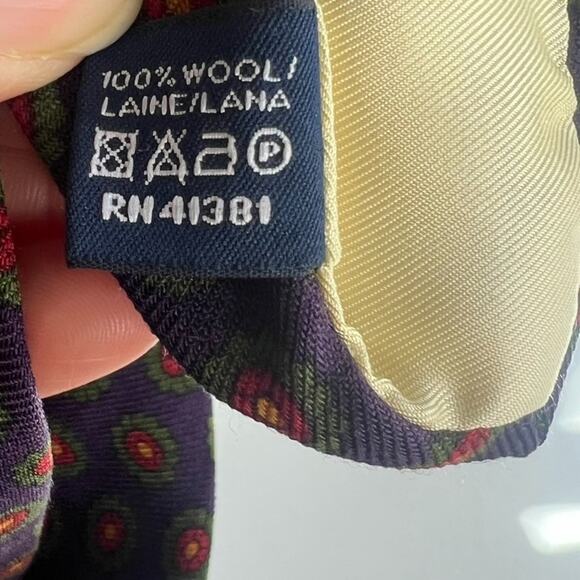 100% WOOL/
LAINE/LANA
P
RN 41381